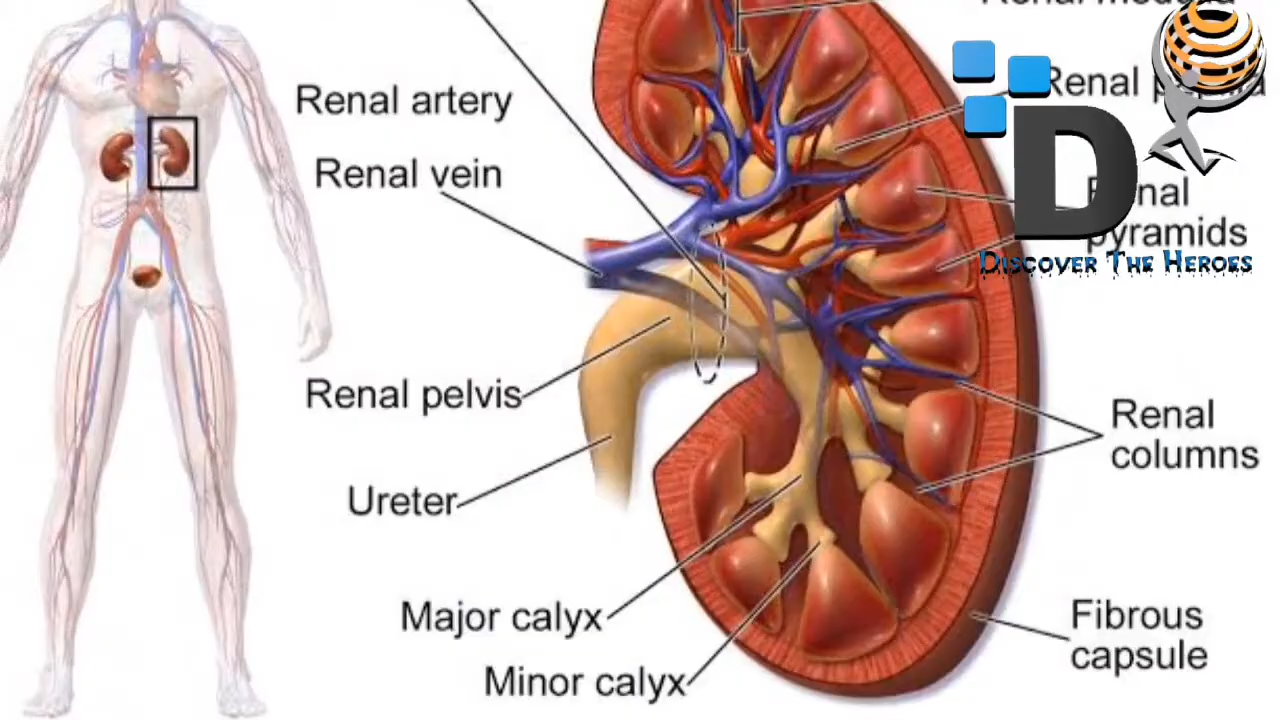 Renal artery
Renal vein
Renal pelvis
Ureter
Major calyx
Minor calyx
Renal
Renal
pyramids
Renal
columns
Fibrous
capsule
D
DISCOVER THE HEROES